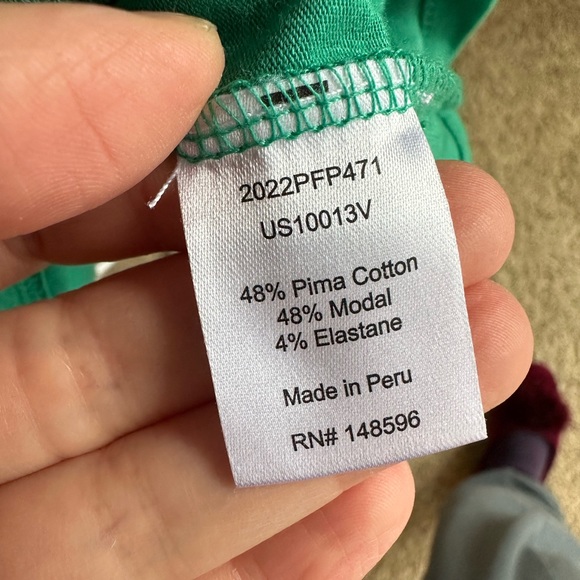 2022PFP471
US10013V
48% Pima Cotton
48% Modal
4% Elastane
Made in Peru
RN# 148596